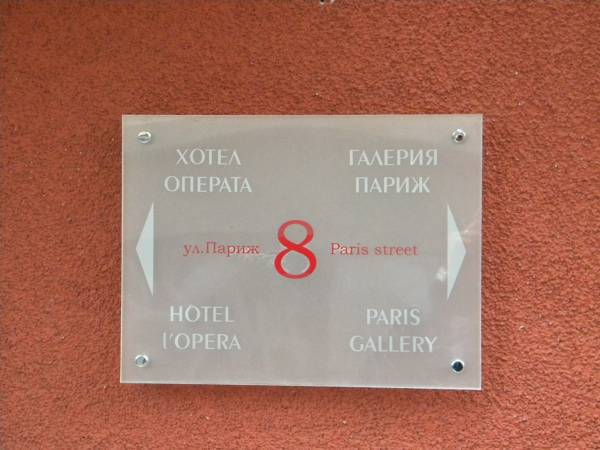 ХОТЕЛ
ОПЕРАТА
ГАЛЕРИЯ
ПАРИЖ
ул.Париж 8 Paris street
HOTEL
l'OPERA
PARIS
GALLERY